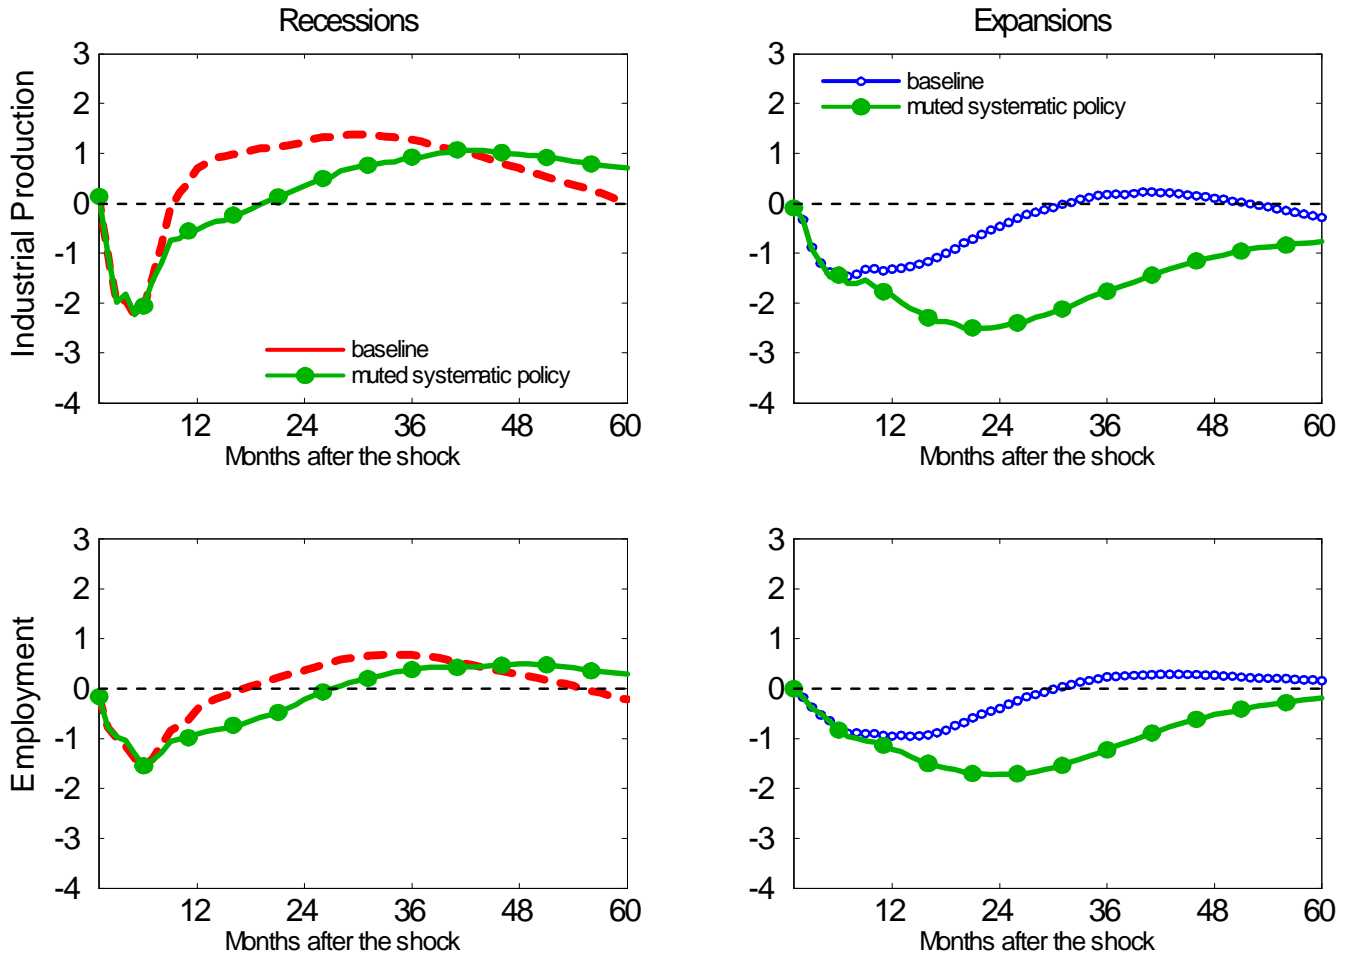 Recessions
Expansions
Industrial Production
3
2
1
0
-1
-2
-3
-4
baseline
muted systematic policy
12 24 36 48 60
Months after the shock
3
2
1
0
-1
-2
-3
-4
baseline
muted systematic policy
12 24 36 48 60
Months after the shock
Employment
3
2
1
0
-1
-2
-3
-4
12 24 36 48 60
Months after the shock
3
2
1
0
-1
-2
-3
-4
12 24 36 48 60
Months after the shock